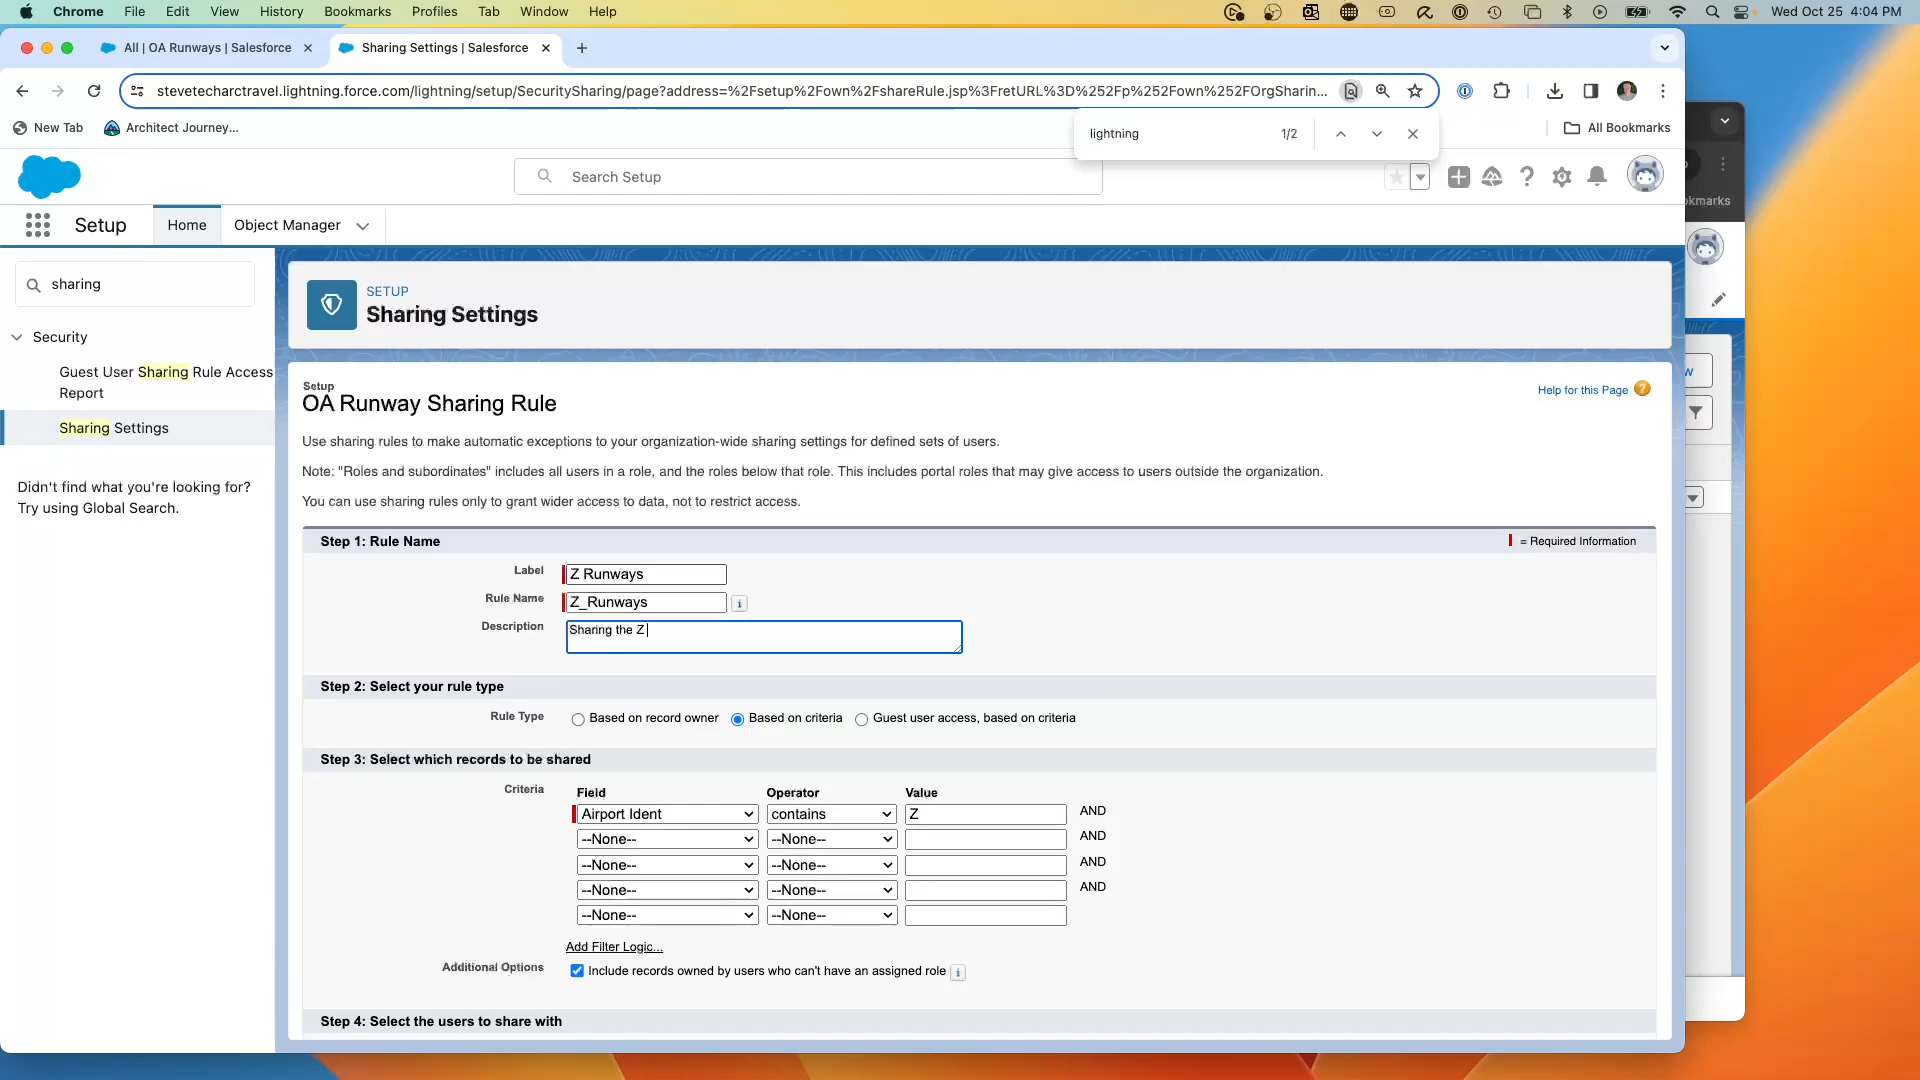 Chrome File Edit View History Bookmarks Profiles Tab Window Help Wed Oct 25 4:04 PM
All | OA Runways | Salesforce
Sharing Settings | Salesforce
stevetecharctravel.lightning.force.com/lightning/setup/SecuritySharing/page?address=%2Fsetup%2Fown%2FshareRule.jsp%3FretURL%3D%252Fp%252Fown%252FOrgSharin...
New Tab
Architect Journey...
lightning 1/2
All Bookmarks
Search Setup
kmarks
Setup Home Object Manager
sharing
Security
Guest User Sharing Rule Access
Report
Sharing Settings
Didn't find what you're looking for?
Try using Global Search.
SETUP
Sharing Settings
Setup
OA Runway Sharing Rule
Help for this Page ?
Use sharing rules to make automatic exceptions to your organization-wide sharing settings for defined sets of users.
Note: "Roles and subordinates" includes all users in a role, and the roles below that role. This includes portal roles that may give access to users outside the organization.
You can use sharing rules only to grant wider access to data, not to restrict access.
Step 1: Rule Name
= Required Information
Label Z Runways
Rule Name Z_Runways i
Description Sharing the Z
Step 2: Select your rule type
Rule Type Based on record owner Based on criteria Guest user access, based on criteria
Step 3: Select which records to be shared
Criteria Field Operator Value
Airport Ident contains Z AND
--None-- --None-- AND
--None-- --None-- AND
--None-- --None-- AND
--None-- --None--
Add Filter Logic...
Additional Options Include records owned by users who can't have an assigned role i
Step 4: Select the users to share with